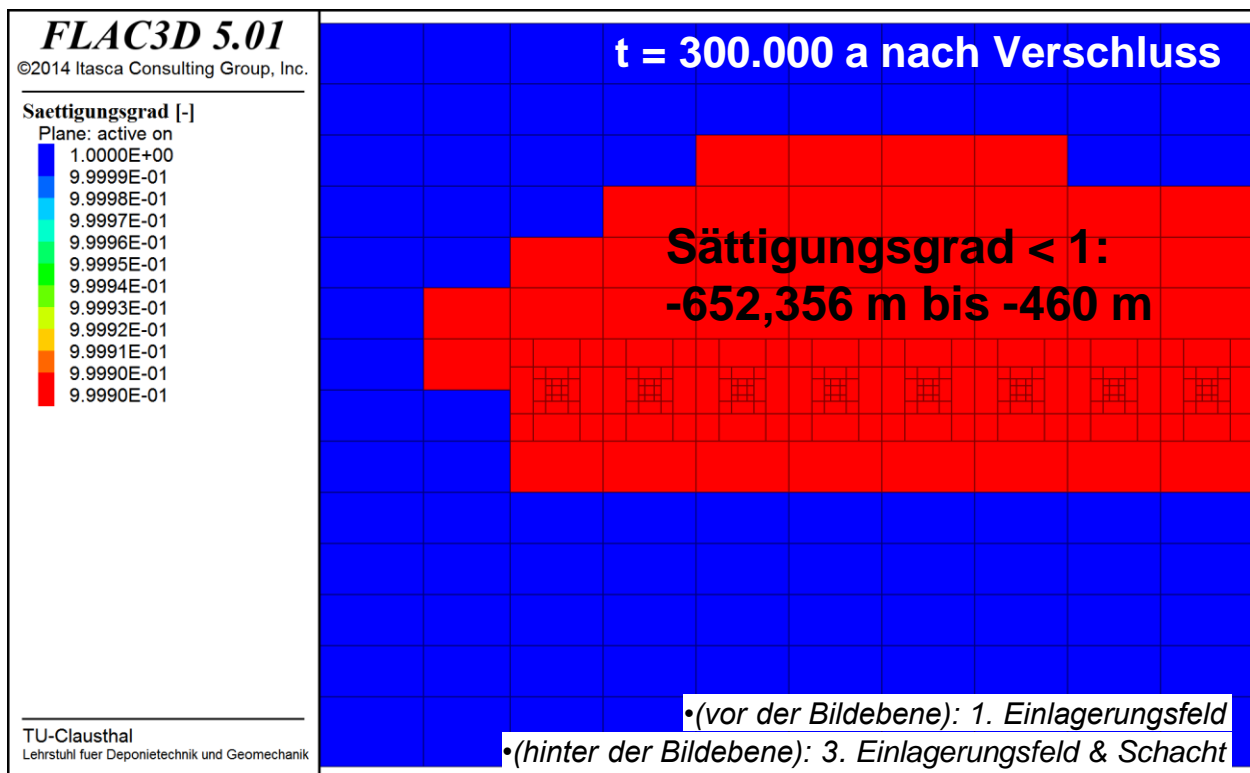 FLAC3D 5.01
©2014 Itasca Consulting Group, Inc.
Saettigungsgrad [-]
Plane: active on
1.0000E+00
9.9999E-01
9.9998E-01
9.9997E-01
9.9996E-01
9.9995E-01
9.9994E-01
9.9993E-01
9.9992E-01
9.9991E-01
9.9990E-01
9.9990E-01
TU-Clausthal
Lehrstuhl fuer Deponietechnik und Geomechanik
t = 300.000 a nach Verschluss
Sättigungsgrad < 1:
-652,356 m bis -460 m
•(vor der Bildebene): 1. Einlagerungsfeld
•(hinter der Bildebene): 3. Einlagerungsfeld & Schacht